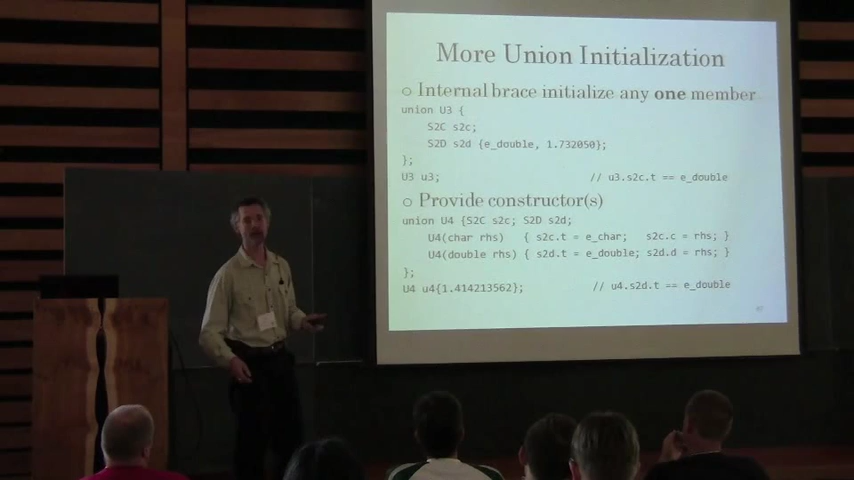 More Union Initialization
○ Internal brace initialize any one member
union U3 {
S2C s2c;
S2D s2d {e_double, 1.732050};
};
U3 u3; // u3.s2c.t == e_double
○ Provide constructor(s)
union U4 {S2C s2c; S2D s2d;
U4(char rhs) { s2c.t = e_char; s2c.c = rhs; }
U4(double rhs) { s2d.t = e_double; s2d.d = rhs; }
};
U4 u4{1.414213562}; // u4.s2d.t == e_double